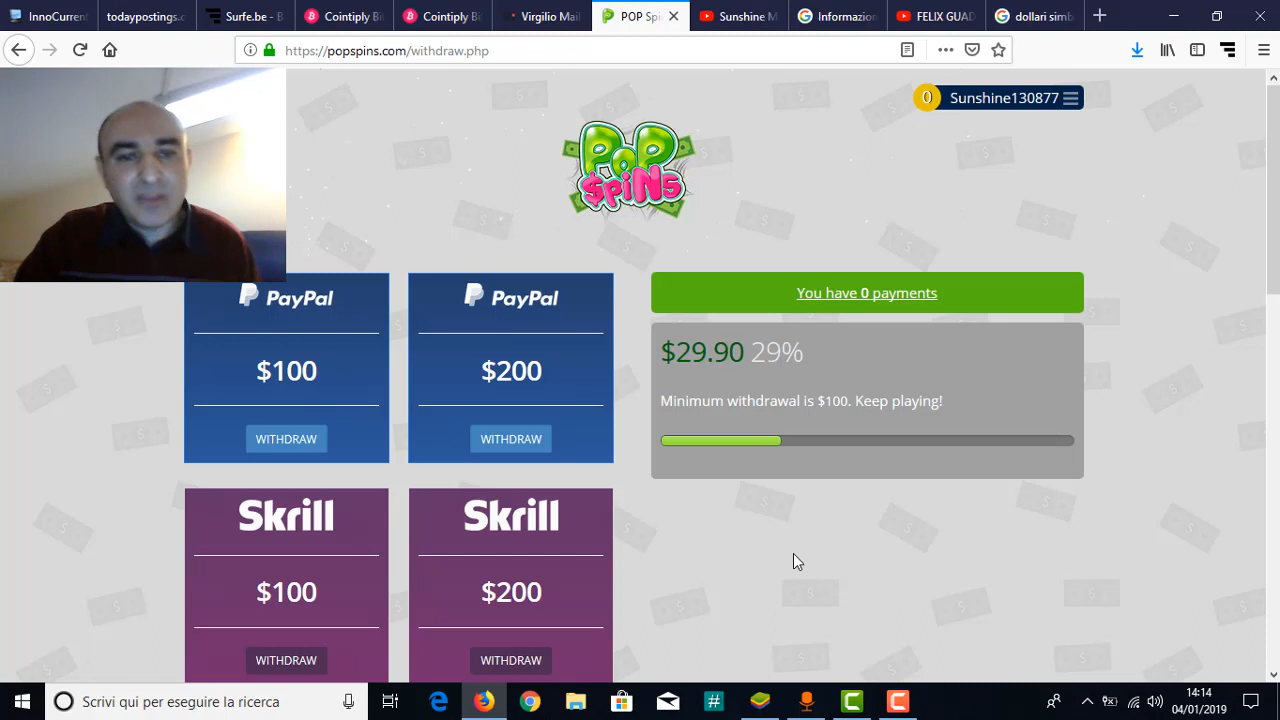 InnoCurren
todaypostings.c
Surfe.be - B
Cointiply Bi
Cointiply Bi
Virgilio Mail
POP Spi
Sunshine M
Informazion
FELIX GUAD
dollari simb
https://popspins.com/withdraw.php
0 Sunshine130877
POP $piNs
PayPal
$100
WITHDRAW
PayPal
$200
WITHDRAW
You have 0 payments
$29.90 29%
Minimum withdrawal is $100. Keep playing!
Skrill
$100
WITHDRAW
Skrill
$200
WITHDRAW
Scrivi qui per eseguire la ricerca
14:14
04/01/2019